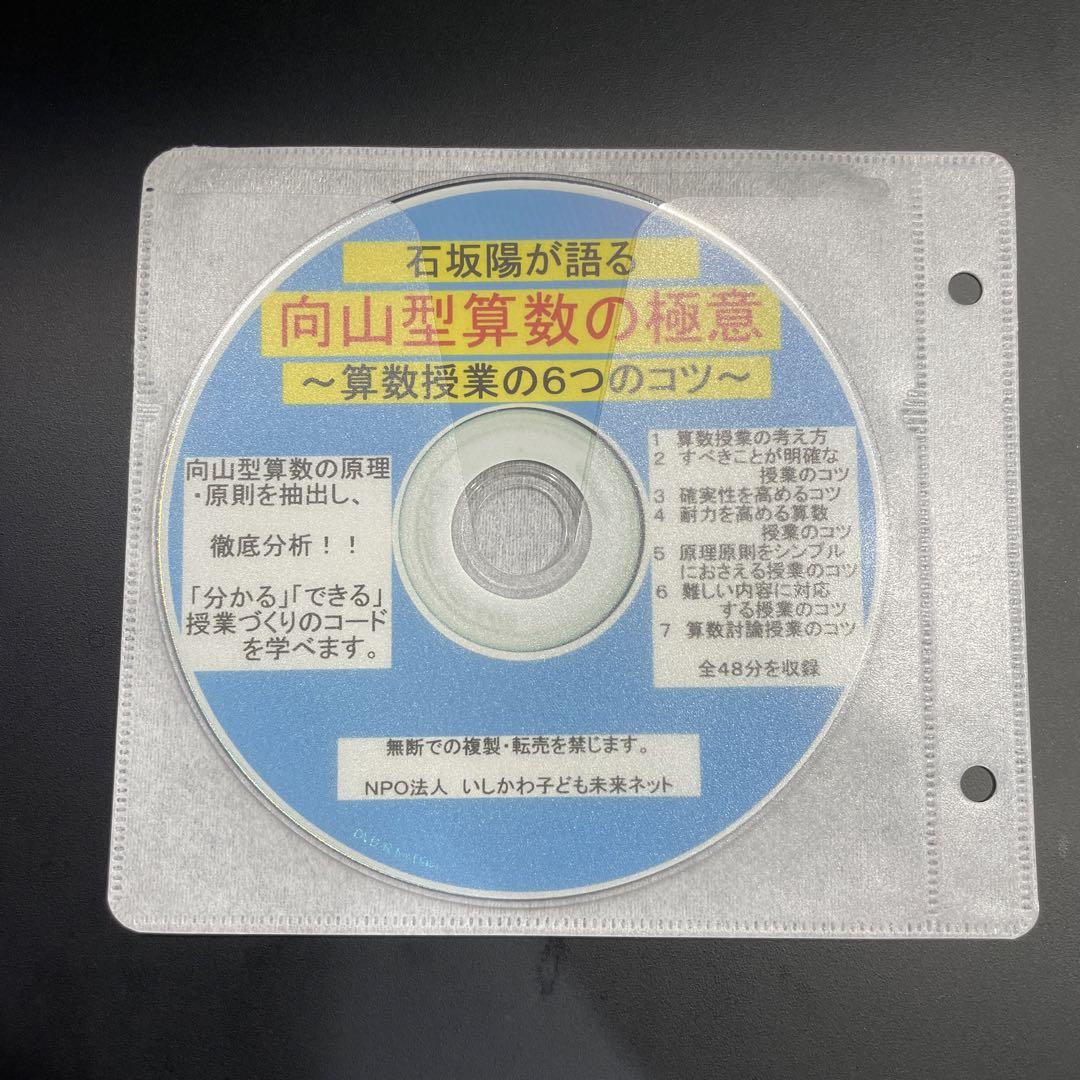 石坂陽が語る
向山型算数の極意
～算数授業の6つのコツ～
向山型算数の原理
・原則を抽出し、
徹底分析！！
「分かる」「できる」
授業づくりのコード
を学べます。
1 算数授業の考え方
2 すべきことが明確な
授業のコツ
3 確実性を高めるコツ
4 耐力を高める算数
授業のコツ
5 原理原則をシンプル
におさえる授業のコツ
6 難しい内容に対応
する授業のコツ
7 算数討論授業のコツ
全48分を収録
無断での複製・転売を禁じます。
NPO法人 いしかわ子ども未来ネット